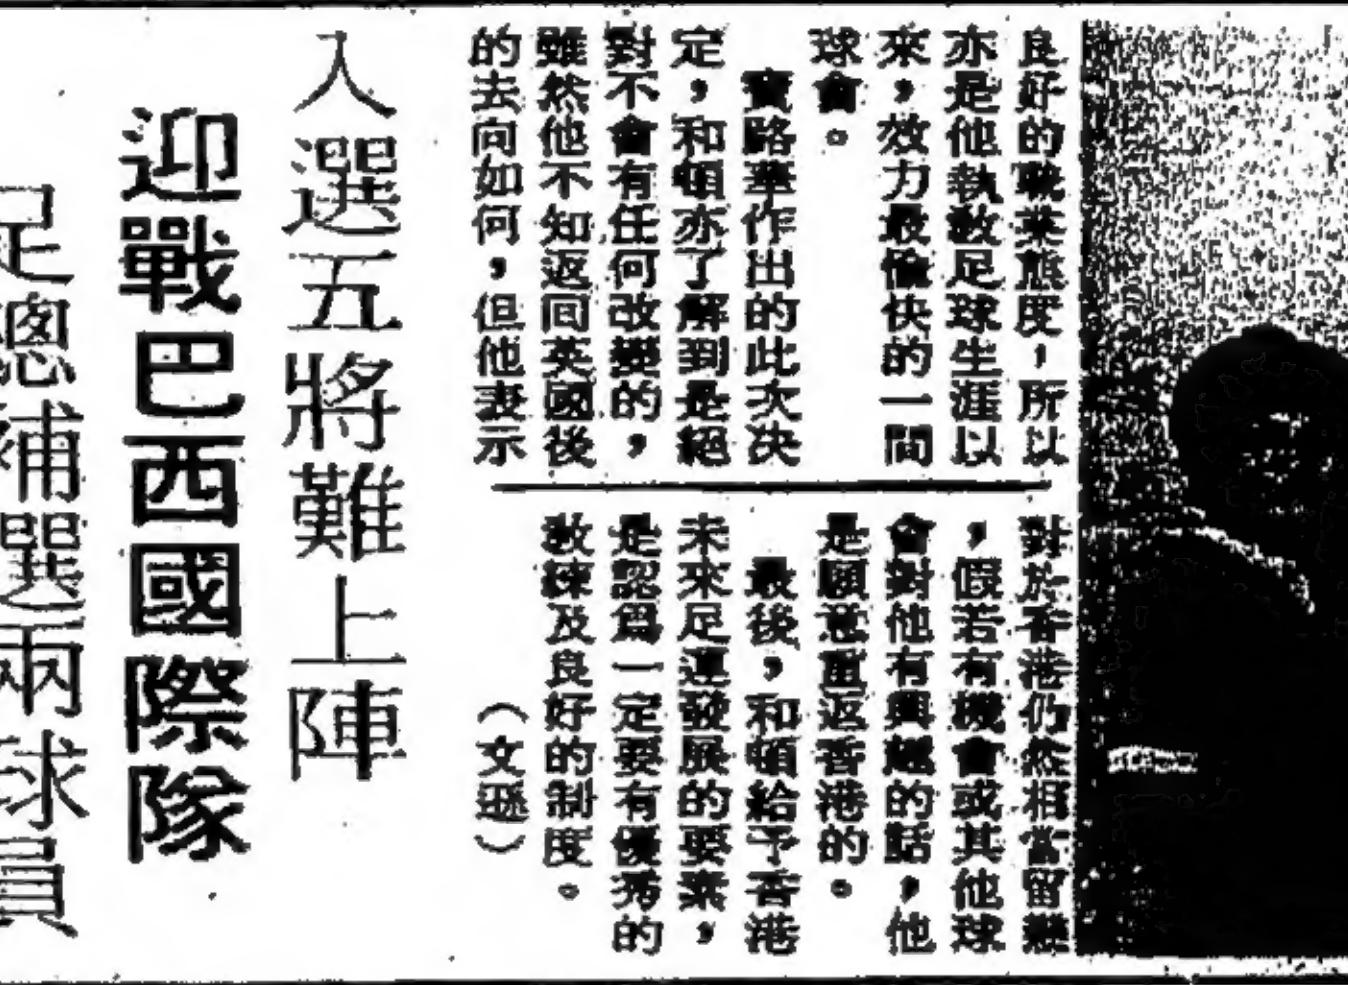 良好的職業態度，所以
亦是他執教足球生涯以
來，效力最愉快的一間
球會。
寶路華作出的此次決
定，和頓亦了解到是絕
對不會有任何改變的，
雖然他不知返回英國後
的去向如何，但他表示
對於香港仍然相當留戀
，假若有機會或其他球
會對他有興趣的話，他
是願意重返香港的。
最後，和頓給予香港
未來足運發展的要素，
是認爲一定要有優秀的
教練及良好的制度。
（文遜）
入選五將難上陣
迎戰巴西國際隊
足總補選兩球員